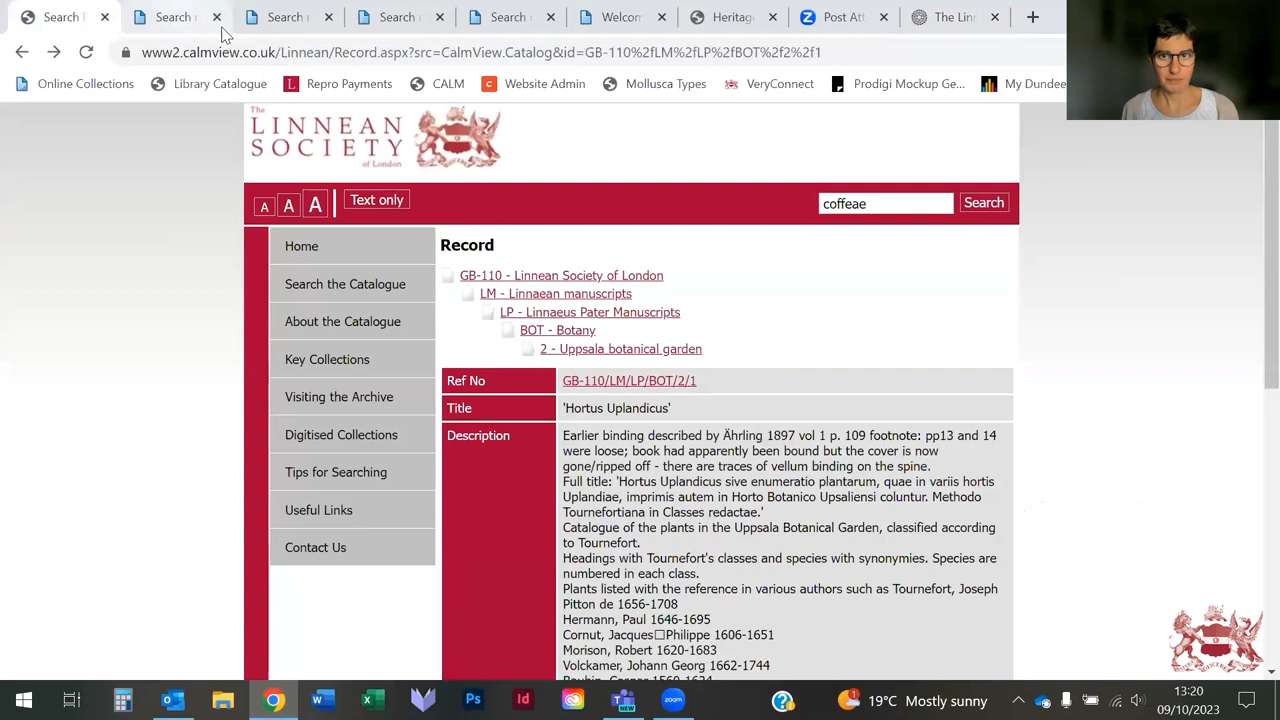 Search P
Search r
Search r
Search r
Search r
Welcom
Heritag
Post Att
The Linn
www2.calmview.co.uk/Linnean/Record.aspx?src=CalmView.Catalog&id=GB-110%2fLM%2fLP%2fBOT%2f2%2f1
Online Collections
Library Catalogue
Repro Payments
CALM
Website Admin
Mollusca Types
VeryConnect
Prodigi Mockup Ge...
My Dundee
The
LINNEAN
SOCIETY
of London
A A A
Text only
coffeae
Search
Home
Search the Catalogue
About the Catalogue
Key Collections
Visiting the Archive
Digitised Collections
Tips for Searching
Useful Links
Contact Us
Record
GB-110 - Linnean Society of London
LM - Linnaean manuscripts
LP - Linnaeus Pater Manuscripts
BOT - Botany
2 - Uppsala botanical garden
Ref No GB-110/LM/LP/BOT/2/1
Title 'Hortus Uplandicus'
Description Earlier binding described by Ährling 1897 vol 1 p. 109 footnote: pp13 and 14
were loose; book had apparently been bound but the cover is now
gone/ripped off - there are traces of vellum binding on the spine.
Full title: 'Hortus Uplandicus sive enumeratio plantarum, quae in variis hortis
Uplandiae, imprimis autem in Horto Botanico Upsaliensi coluntur. Methodo
Tournefortiana in Classes redactae.'
Catalogue of the plants in the Uppsala Botanical Garden, classified according
to Tournefort.
Headings with Tournefort's classes and species with synonymies. Species are
numbered in each class.
Plants listed with the reference in various authors such as Tournefort, Joseph
Pitton de 1656-1708
Hermann, Paul 1646-1695
Cornut, Jacques□Philippe 1606-1651
Morison, Robert 1620-1683
Volckamer, Johann Georg 1662-1744
19°C Mostly sunny
13:20
09/10/2023